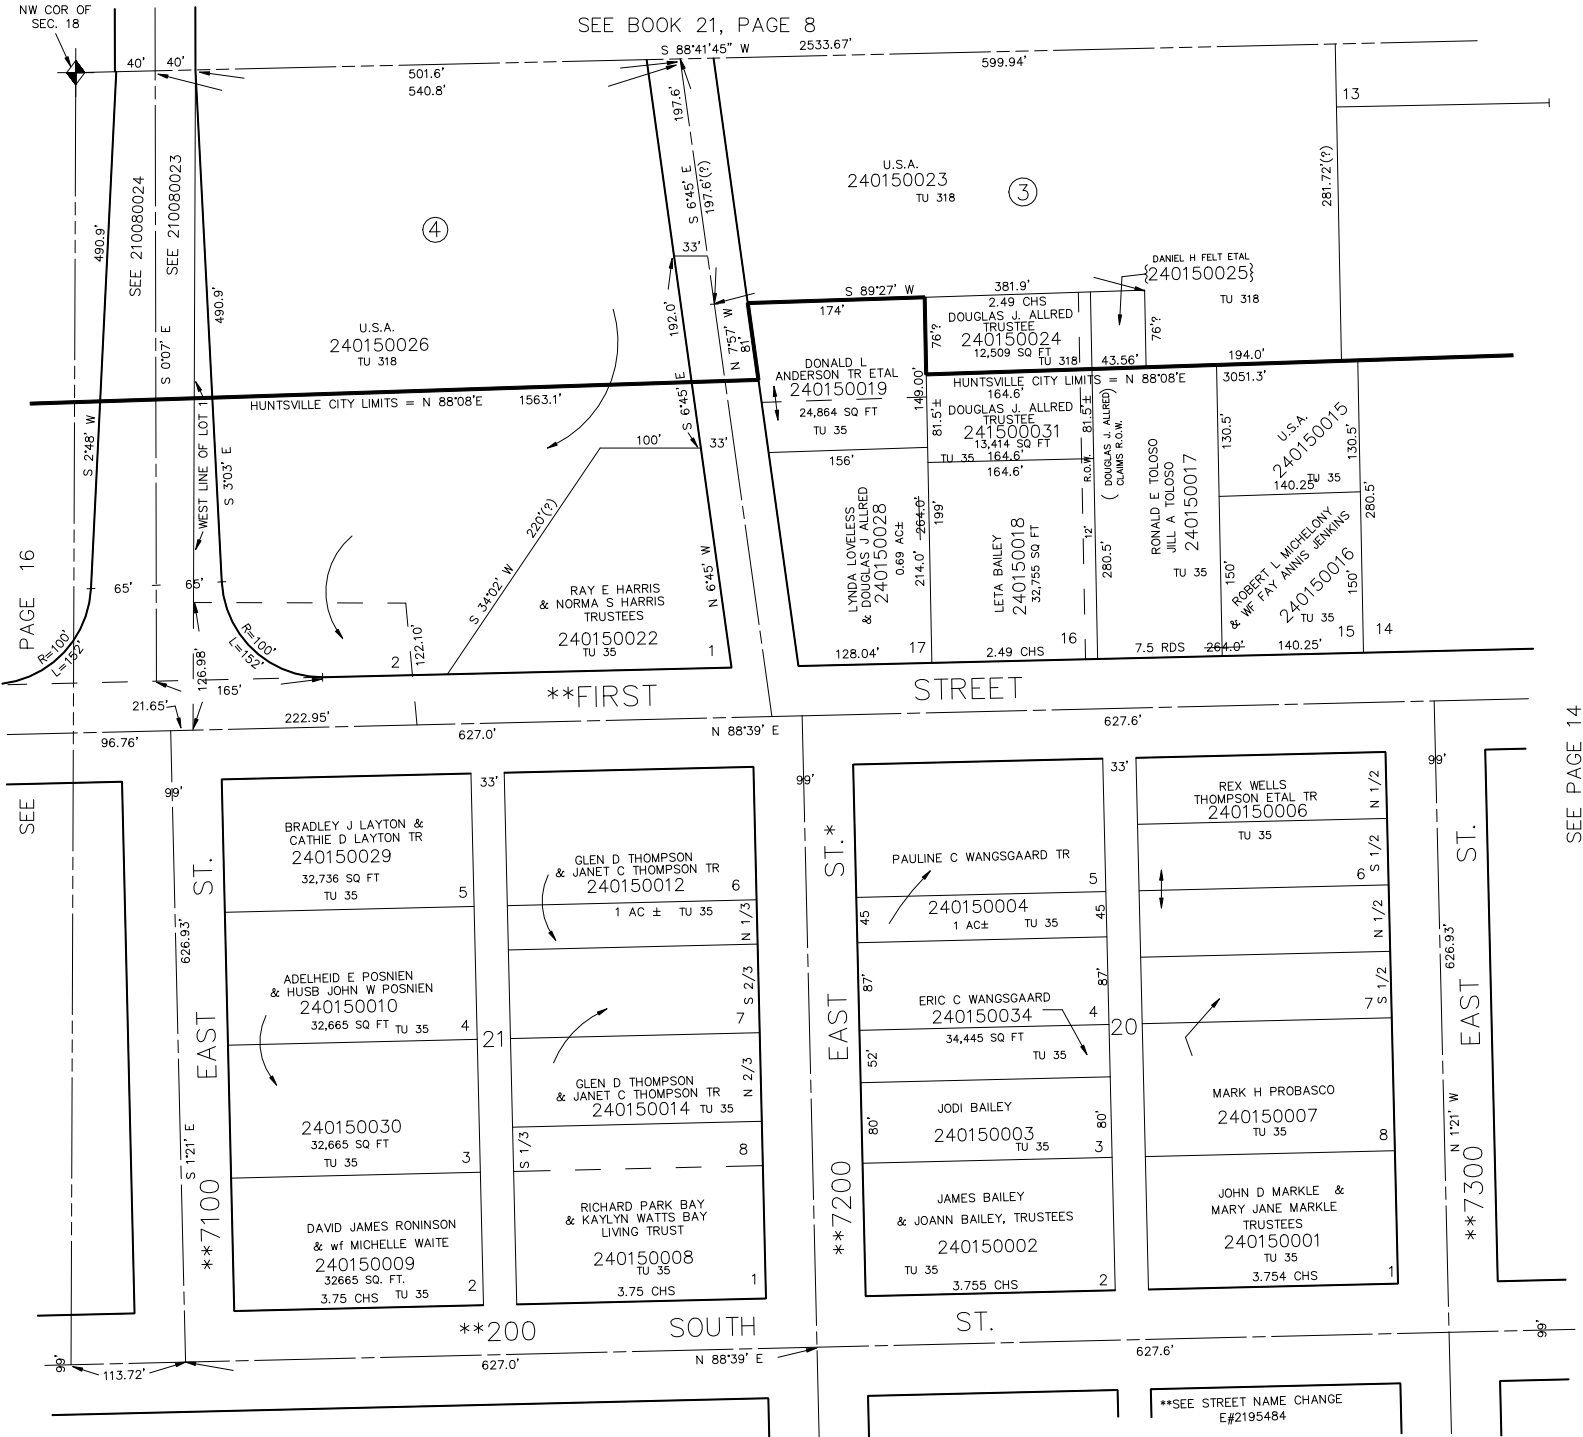 NW COR OF
SEC. 18
SEE BOOK 21, PAGE 8
S 88°41'45" W
2533.67'
40'
40'
501.6'
540.8'
599.94'
13
197.6'
197.6'(?)
S 6°45' E
281.72'(?)
490.9'
SEE 210080024
SEE 210080023
4
U.S.A.
240150023
TU 318
3
33'
490.9'
192.0'
S 89°27' W
174'
381.9'
2.49 CHS
DANIEL H FELT ETAL
{240150025}
TU 318
S 0°07' E
U.S.A.
240150026
TU 318
N 7°57' W
81'
DOUGLAS J. ALLRED
TRUSTEE
240150024
12,509 SQ FT
TU 318
76'?
76'?
43.56'
194.0'
DONALD L
ANDERSON TR ETAL
240150019
24,864 SQ FT
TU 35
149.00'
HUNTSVILLE CITY LIMITS = N 88°08'E
1563.1'
HUNTSVILLE CITY LIMITS = N 88°08'E
3051.3'
S 2°48' W
WEST LINE OF LOT 1
S 3°03' E
S 6°45' E
100'
33'
164.6'
DOUGLAS J. ALLRED
TRUSTEE
241500031
13,414 SQ FT
TU 35
164.6'
81.5'±
81.5'±
R.O.W.
( DOUGLAS J. ALLRED)
CLAIMS R.O.W.
130.5'
130.5'
U.S.A.
240150015
TU 35
140.25'
156'
164.6'
220'(?)
S 34°02' W
LYNDA LOVELESS
& DOUGLAS J ALLRED
240150028
0.69 AC±
214.0'
264.0'
199'
LETA BAILEY
240150018
32,755 SQ FT
12'
280.5'
RONALD E TOLOSO
JILL A TOLOSO
240150017
TU 35
280.5'
ROBERT L MICHELONY
& WF FAY ANNIS JENKINS
240150016
TU 35
150'
150'
SEE PAGE 16
65'
65'
N 6°45' W
RAY E HARRIS
& NORMA S HARRIS
TRUSTEES
240150022
TU 35
1
R=100'
L=152'
R=100'
L=152'
126.98'
2
122.10'
128.04'
17
2.49 CHS
16
7.5 RDS
264.0'
140.25'
15
14
165'
21.65'
**FIRST STREET
222.95'
96.76'
627.0'
N 88°39' E
627.6'
SEE PAGE 14
99'
33'
99'
33'
99'
BRADLEY J LAYTON &
CATHIE D LAYTON TR
240150029
32,736 SQ FT
TU 35
5
GLEN D THOMPSON
& JANET C THOMPSON TR
240150012
6
1 AC ± TU 35
N 1/3
PAULINE C WANGSGAARD TR
5
240150004
1 AC±
TU 35
45
45
REX WELLS
THOMPSON ETAL TR
240150006
TU 35
N 1/2
S 1/2
6
N 1/2
626.93'
626.93'
ADELHEID E POSNIEN
& HUSB JOHN W POSNIEN
240150010
32,665 SQ FT TU 35
4
S 2/3
7
87'
87'
ERIC C WANGSGAARD
240150034
34,445 SQ FT
TU 35
4
S 1/2
7
21
20
52'
GLEN D THOMPSON
& JANET C THOMPSON TR
240150014 TU 35
N 2/3
JODI BAILEY
240150003
TU 35
3
80'
80'
MARK H PROBASCO
240150007
TU 35
8
240150030
32,665 SQ FT
TU 35
3
S 1/3
8
S 1°21' E
N 1°21' W
**7100 EAST ST.
**7200 EAST ST.*
**7300 EAST ST.
DAVID JAMES RONINSON
& wf MICHELLE WAITE
240150009
32665 SQ. FT.
3.75 CHS TU 35
2
RICHARD PARK BAY
& KAYLYN WATTS BAY
LIVING TRUST
240150008
TU 35
3.75 CHS
1
JAMES BAILEY
& JOANN BAILEY, TRUSTEES
240150002
TU 35
3.755 CHS
2
JOHN D MARKLE &
MARY JANE MARKLE
TRUSTEES
240150001
TU 35
3.754 CHS
1
**200 SOUTH ST.
99'
113.72'
627.0'
N 88°39' E
627.6'
99'
**SEE STREET NAME CHANGE
E#2195484